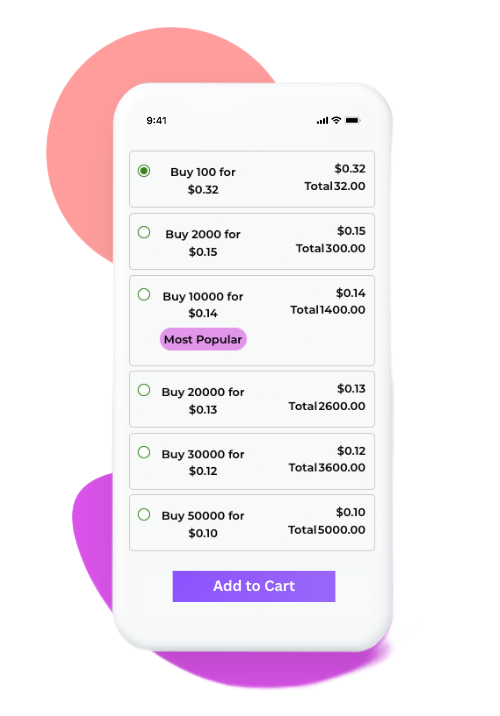 9:41
Buy 100 for
$0.32
$0.32
Total32.00
Buy 2000 for
$0.15
$0.15
Total300.00
Buy 10000 for
$0.14
Most Popular
$0.14
Total1400.00
Buy 20000 for
$0.13
$0.13
Total2600.00
Buy 30000 for
$0.12
$0.12
Total3600.00
Buy 50000 for
$0.10
$0.10
Total5000.00
Add to Cart